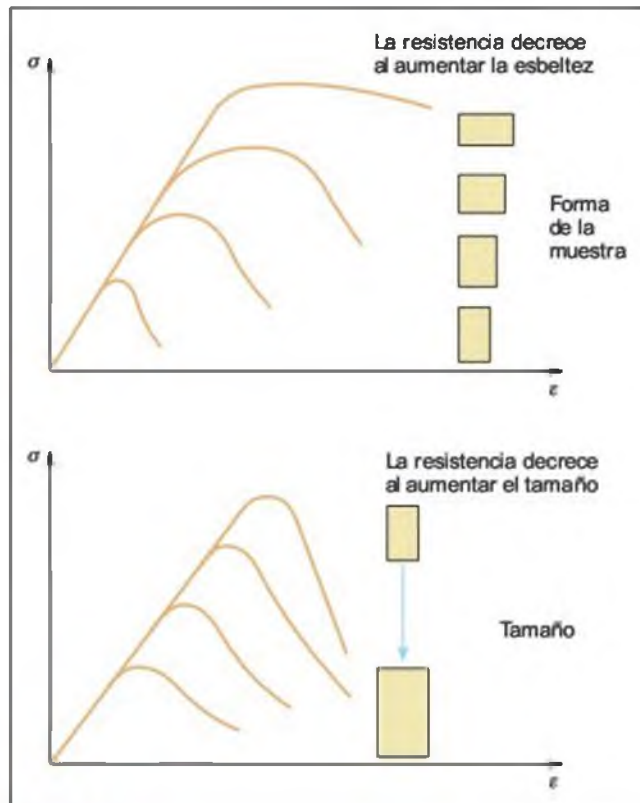 La resistencia decrece
al aumentar la esbeltez
σ
Forma
de la
muestra
ε
La resistencia decrece
al aumentar el tamaño
σ
Tamaño
ε